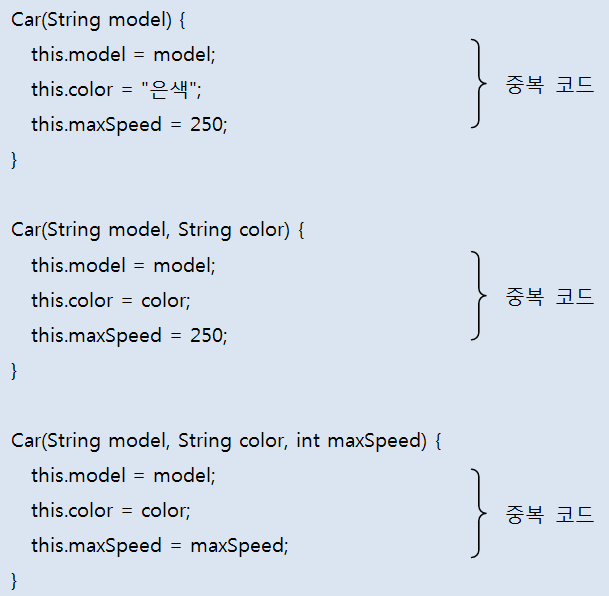 Car(String model) {
this.model = model;
this.color = "은색";
this.maxSpeed = 250;
}
중복 코드
Car(String model, String color) {
this.model = model;
this.color = color;
this.maxSpeed = 250;
}
중복 코드
Car(String model, String color, int maxSpeed) {
this.model = model;
this.color = color;
this.maxSpeed = maxSpeed;
}
중복 코드